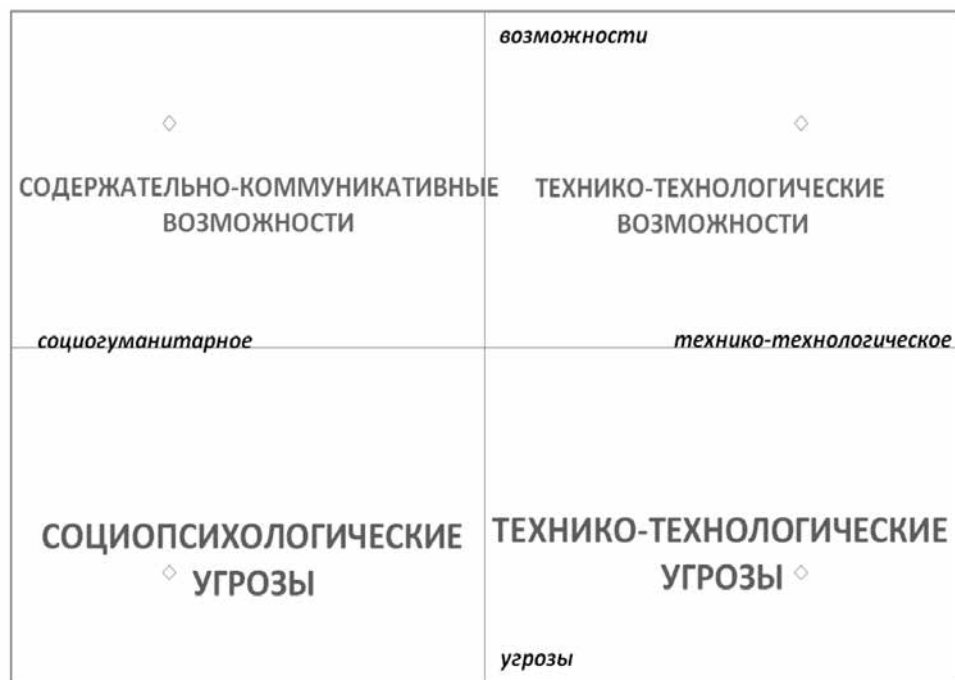 возможности
СОДЕРЖАТЕЛЬНО-КОММУНИКАТИВНЫЕ
ВОЗМОЖНОСТИ
ТЕХНИКО-ТЕХНОЛОГИЧЕСКИЕ
ВОЗМОЖНОСТИ
социогуманитарное
технико-технологическое
СОЦИОПСИХОЛОГИЧЕСКИЕ
УГРОЗЫ
ТЕХНИКО-ТЕХНОЛОГИЧЕСКИЕ
УГРОЗЫ
угрозы